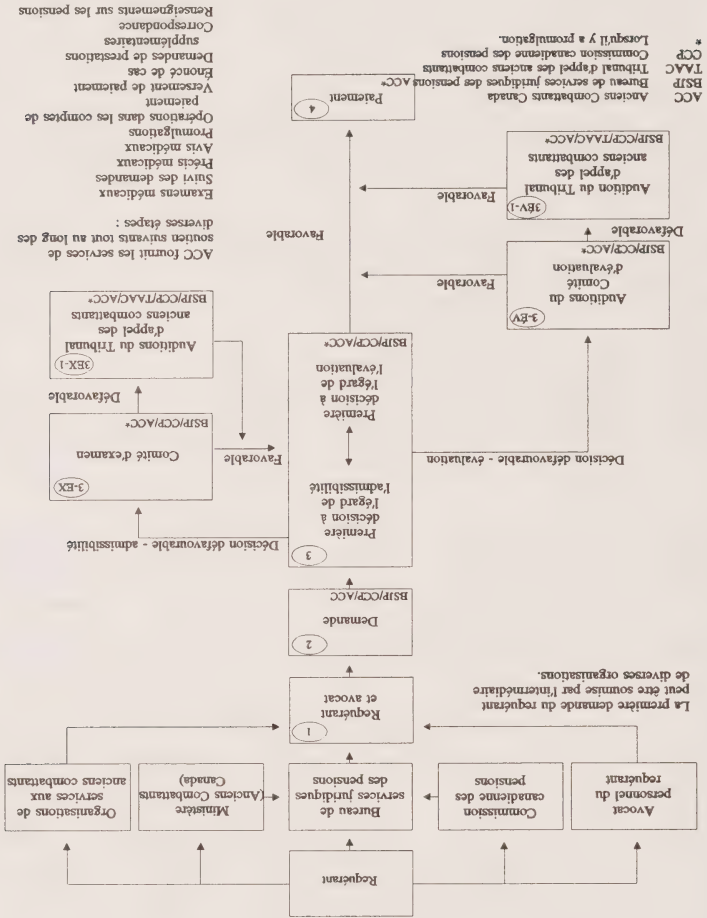 Requérant
Avocat
personnel du
requérant
Commission
canadienne des
pensions
Bureau de
services juridiques
des pensions
Ministère
(Anciens Combattants
Canada)
Organisations de
services aux
anciens combattants
La première demande du requérant
peut être soumise par l'intermédiaire
de diverses organisations.
1
Requérant
et avocat
2
Demande
BSJP/CCP/ACC
3
Première
décision à
l'égard de
l'admissibilité
Première
décision à
l'égard de
l'évaluation
BSJP/CCP/ACC*
Décision défavourable - admissibilité
3-EX
Comité d'examen
BSJP/CCP/ACC*
Favorable
Défavorable
3EX-1
Auditions du Tribunal
d'appel des
anciens combattants
BSJP/CCP/TAAC/ACC*
Décision défavourable - évaluation
3-ÉV
Auditions du
Comité
d'évaluation
BSJP/CCP/ACC*
Favorable
Défavorable
3ÉV-1
Audition du Tribunal
d'appel des
anciens combattants
BSJP/CCP/TAAC/ACC*
Favorable
Favorable
4
Paiement
ACC*
ACC fournit les services de
soutien suivants tout au long des
diverses étapes :
Examens médicaux
Suivi des demandes
Précis médicaux
Avis médicaux
Promulgations
Opérations dans les comptes de
paiement
Versement de paiement
Énoncé de cas
Demandes de prestations
supplémentaires
Correspondance
Renseignements sur les pensions
ACC Anciens Combattants Canada
BSJP Bureau de services juridiques des pensions
TAAC Tribunal d'appel des anciens combattants
CCP Commission canadienne des pensions
* Lorsqu'il y a promulgation.